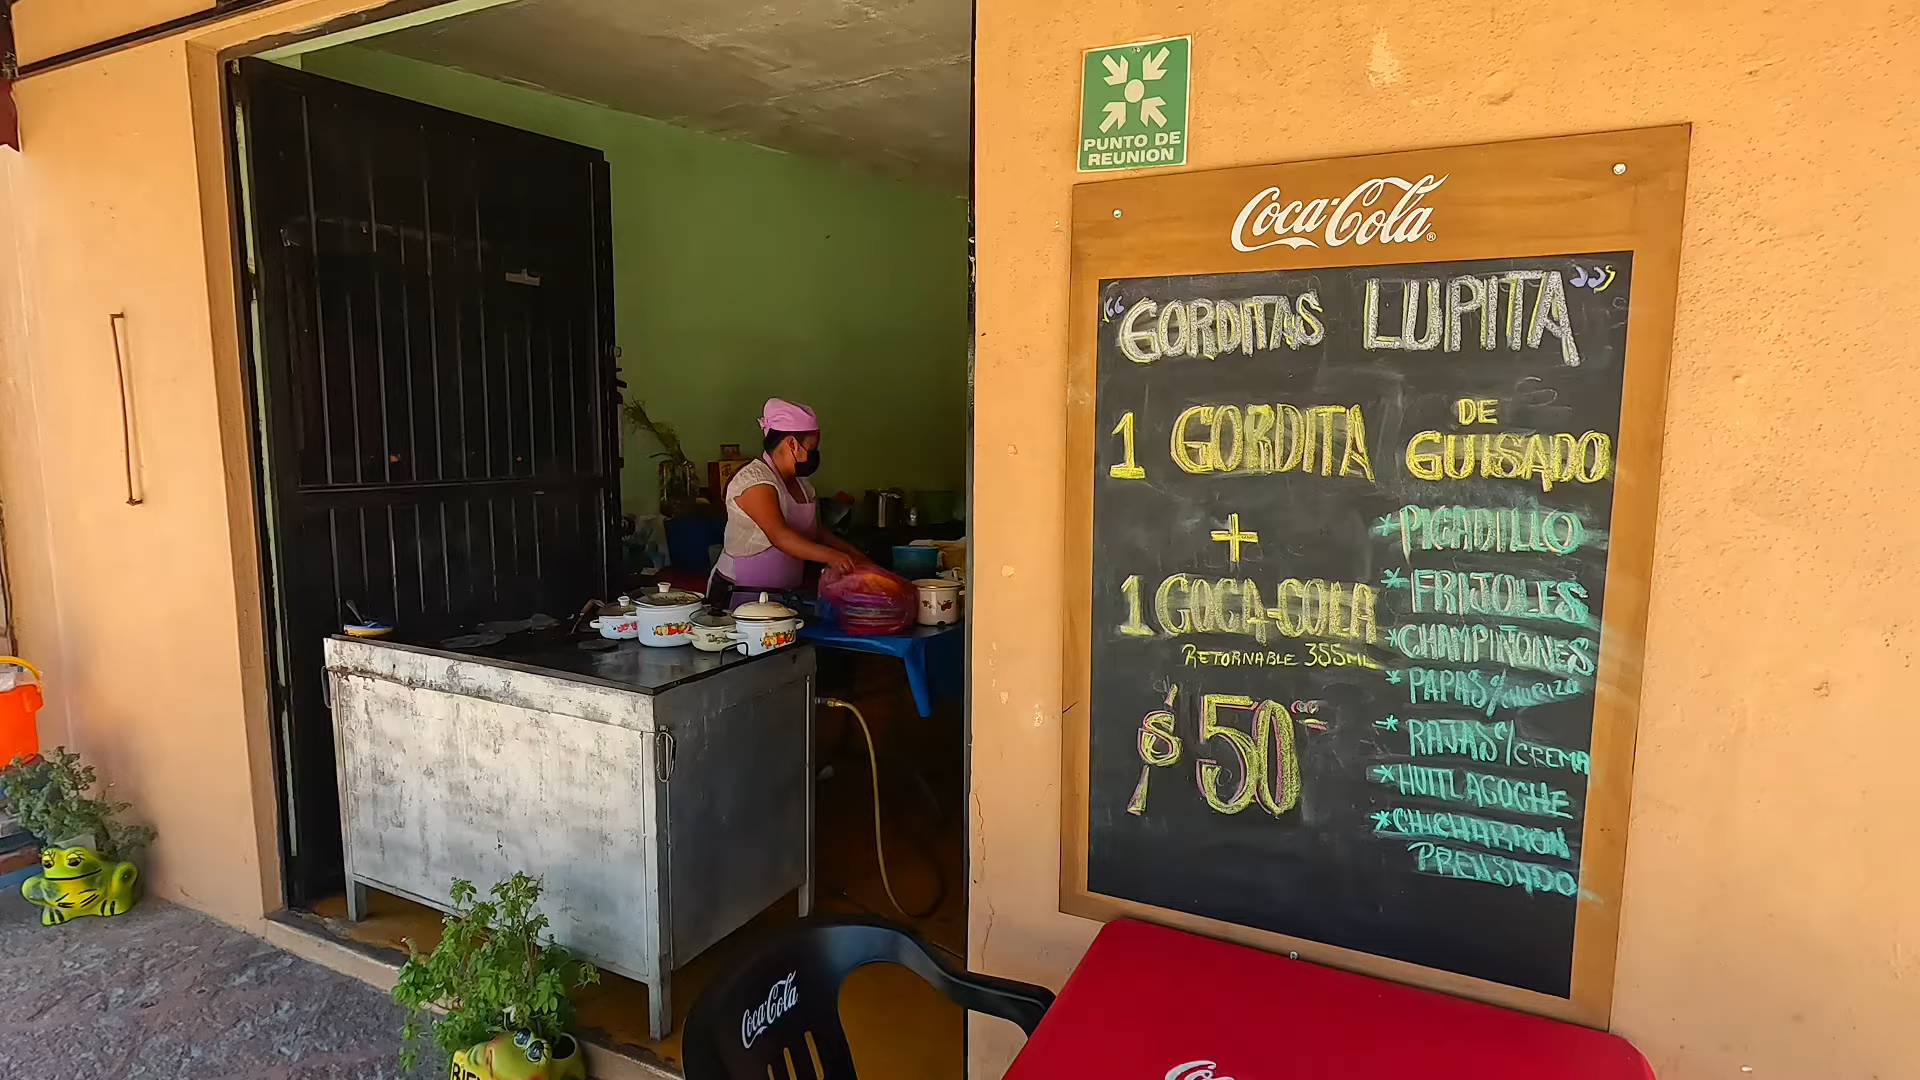 PUNTO DE
REUNION
Coca-Cola®
"GORDITAS LUPITA"
1 GORDITA DE GUISADO
+
1 COCA-COLA
RETORNABLE 355ML
$50.00
*PICADILLO
*FRIJOLES
*CHAMPIÑONES
*PAPAS c/CHORIZO
*RAJAS c/CREMA
*HUITLACOCHE
*CHICHARRON
PRENSADO
Coca-Cola